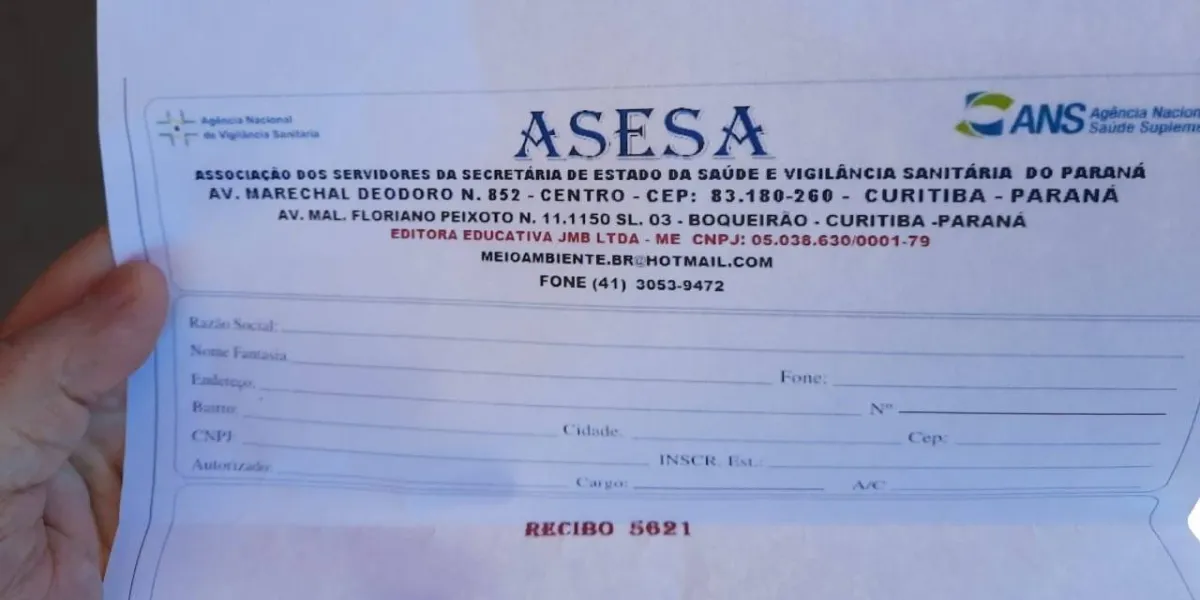 Agência Nacional
de Vigilância Sanitária
ASESA
ANS Agência Nacion
Saúde Suplem
ASSOCIAÇÃO DOS SERVIDORES DA SECRETÁRIA DE ESTADO DA SAÚDE E VIGILÂNCIA SANITÁRIA DO PARANÁ
AV. MARECHAL DEODORO N. 852 - CENTRO - CEP: 83.180-260 - CURITIBA - PARANÁ
AV. MAL. FLORIANO PEIXOTO N. 11.1150 SL. 03 - BOQUEIRÃO - CURITIBA -PARANÁ
EDITORA EDUCATIVA JMB LTDA - ME CNPJ: 05.038.630/0001-79
MEIOAMBIENTE.BR@HOTMAIL.COM
FONE (41) 3053-9472
Razão Social:
Nome Fantasia Fone:
Endereço: Nº
Bairro: Cidade: Cep:
CNPJ INSCR. Est.:
Autorizado: Cargo: A/C
RECIBO 5621